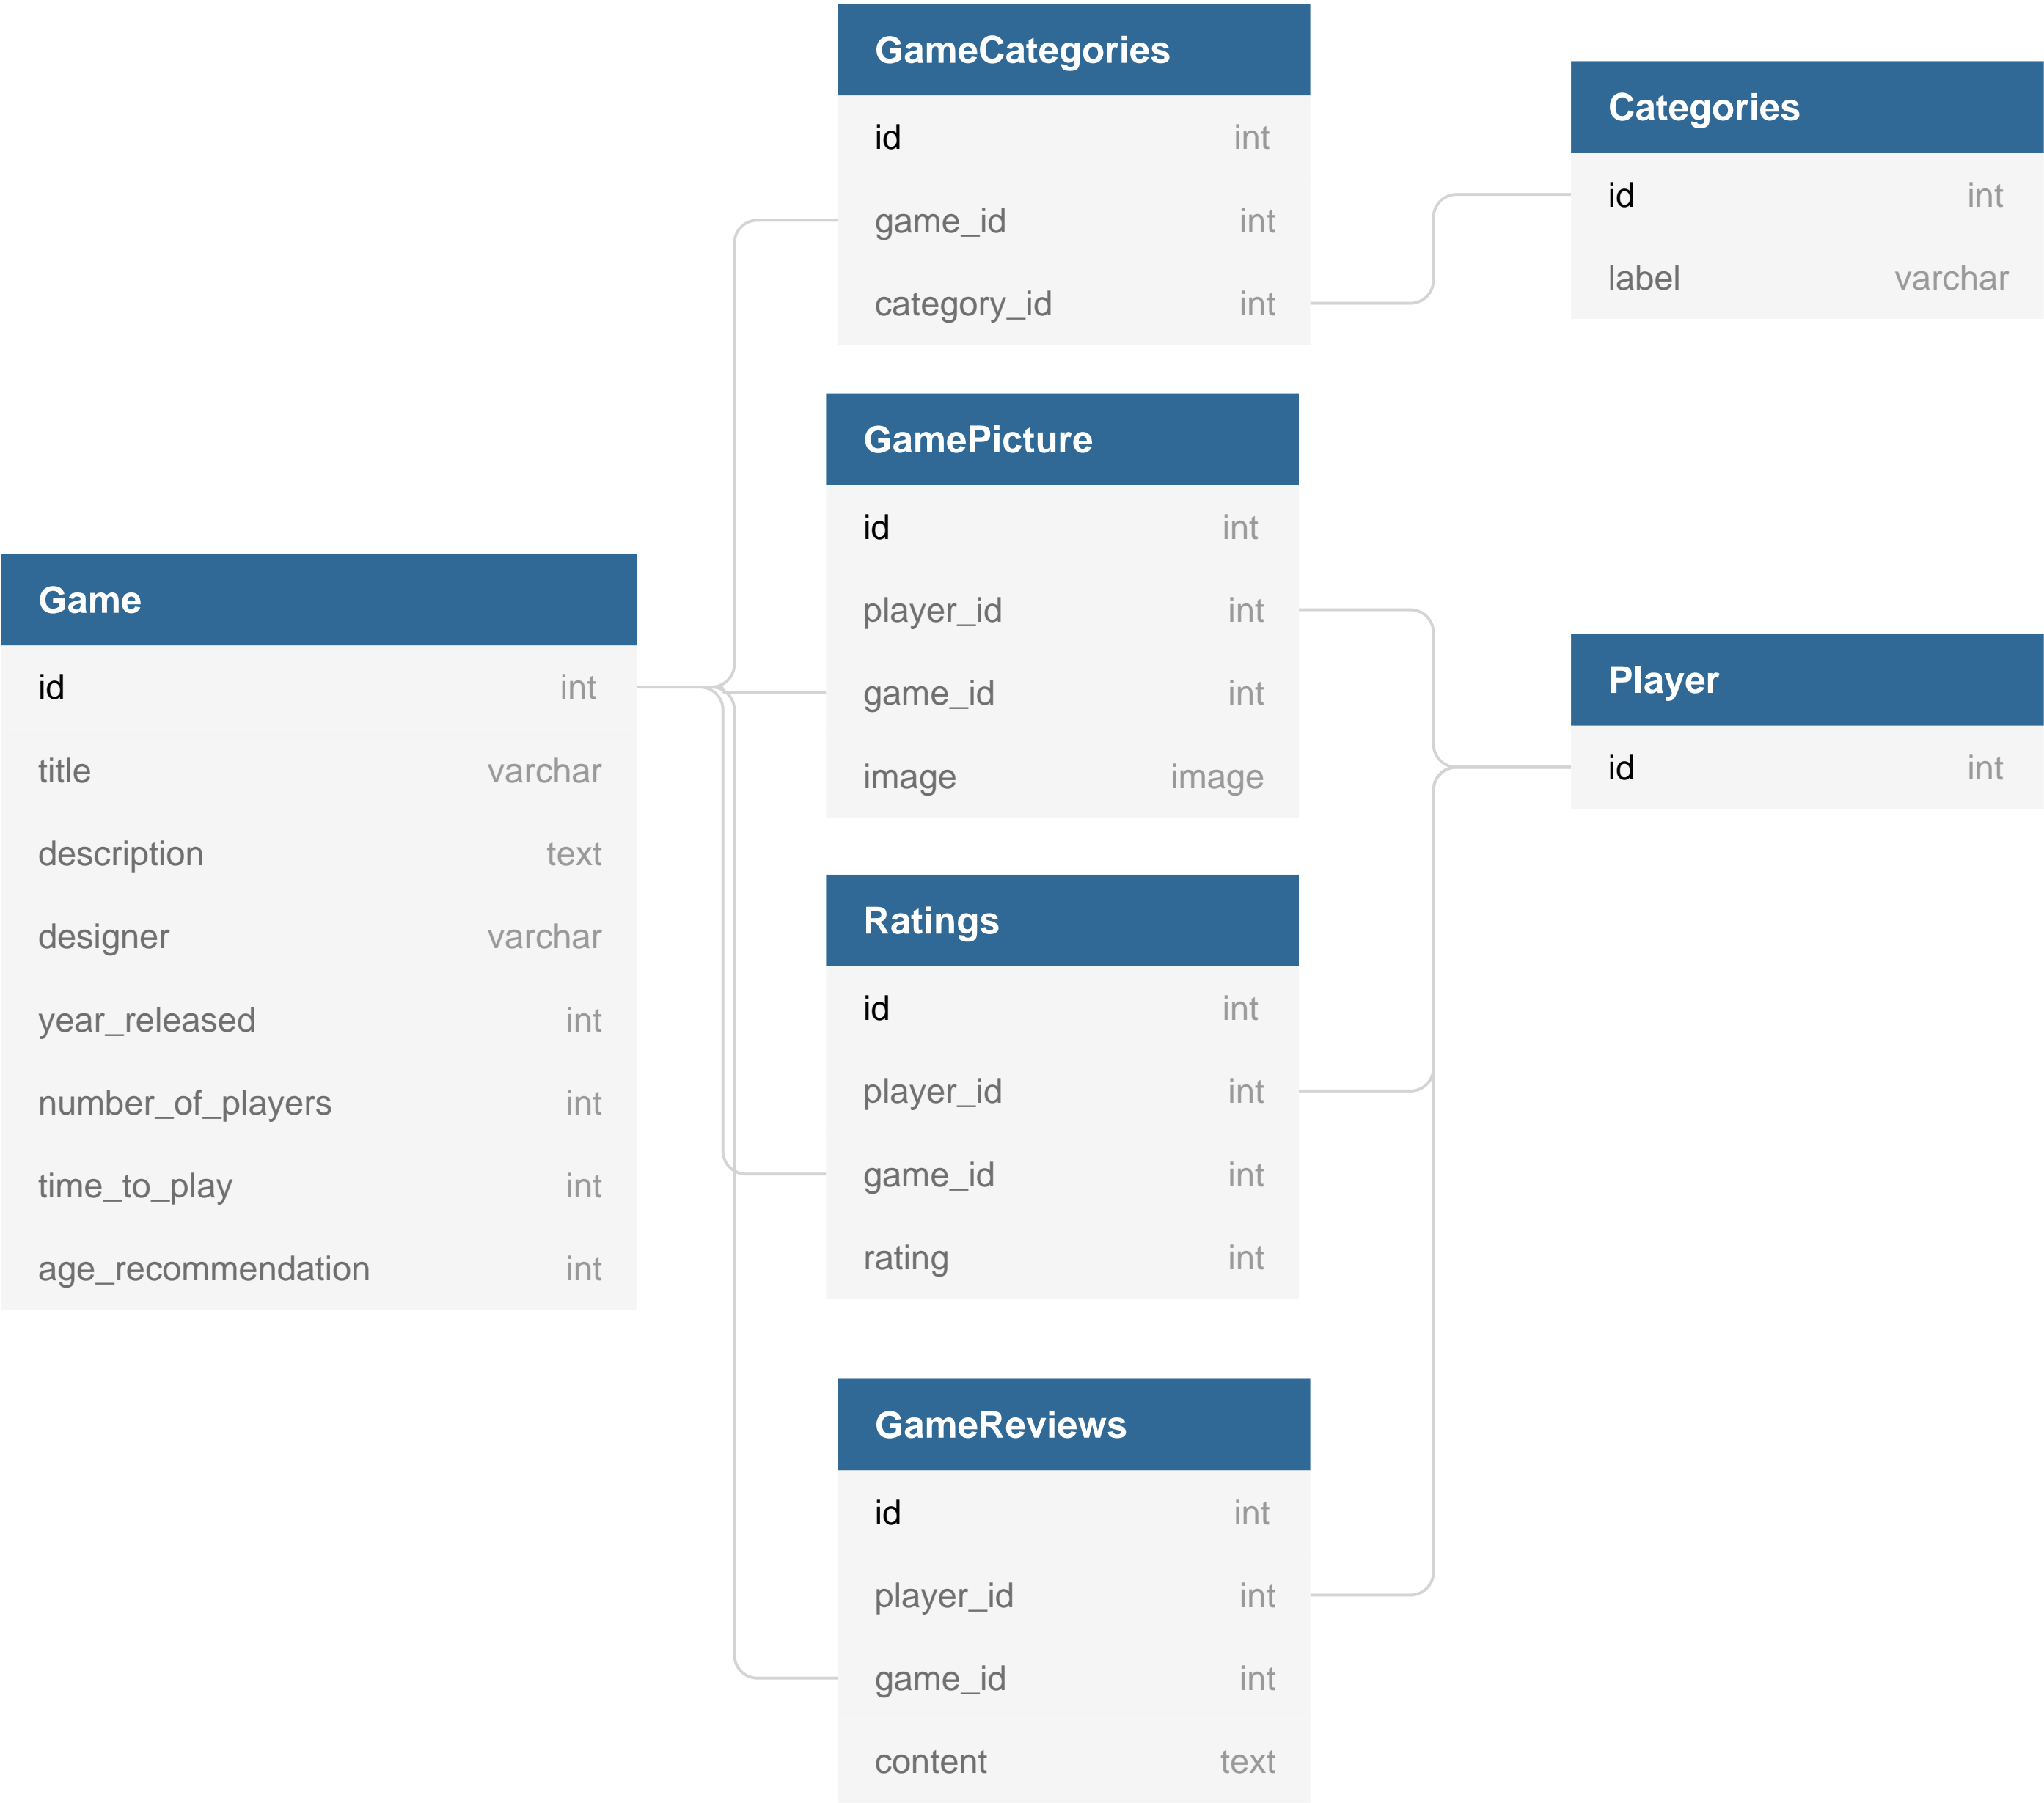 GameCategories
id int
game_id int
category_id int
Categories
id int
label varchar
GamePicture
id int
player_id int
game_id int
image image
Game
id int
title varchar
description text
designer varchar
year_released int
number_of_players int
time_to_play int
age_recommendation int
Player
id int
Ratings
id int
player_id int
game_id int
rating int
GameReviews
id int
player_id int
game_id int
content text